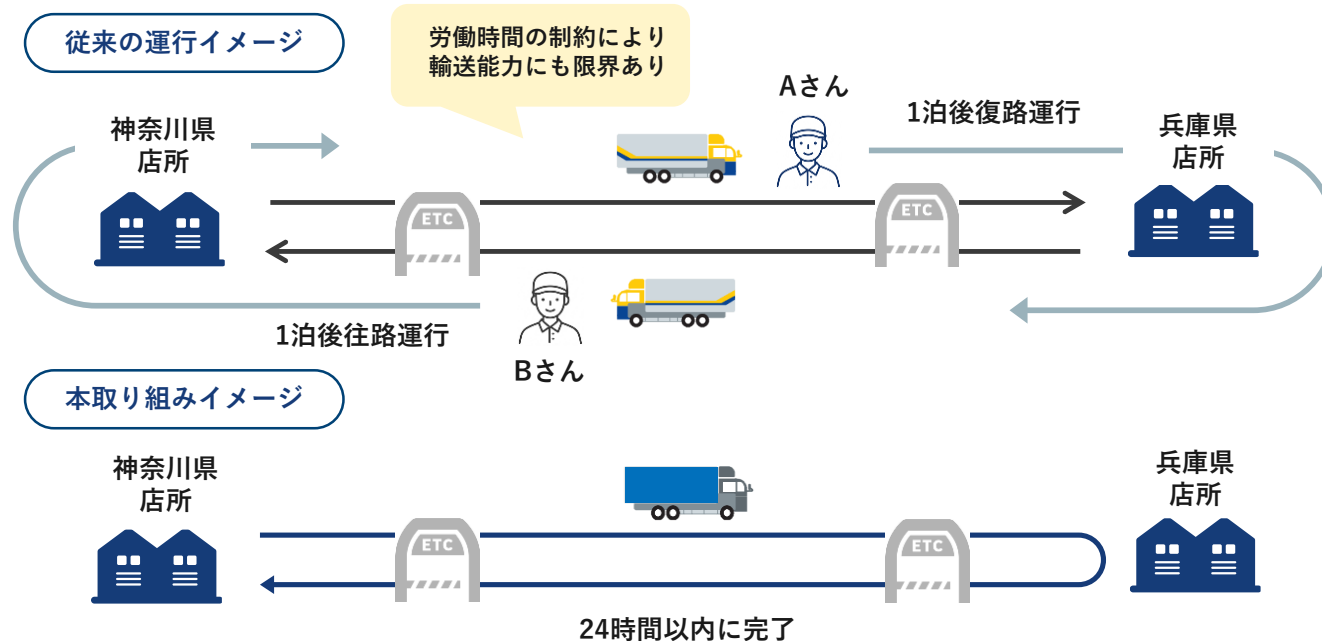 従来の運行イメージ
労働時間の制約により
輸送能力にも限界あり
Aさん
1泊後復路運行
神奈川県
店所
兵庫県
店所
ETC
ETC
1泊後往路運行
Bさん
本取り組みイメージ
神奈川県
店所
兵庫県
店所
ETC
ETC
24時間以内に完了